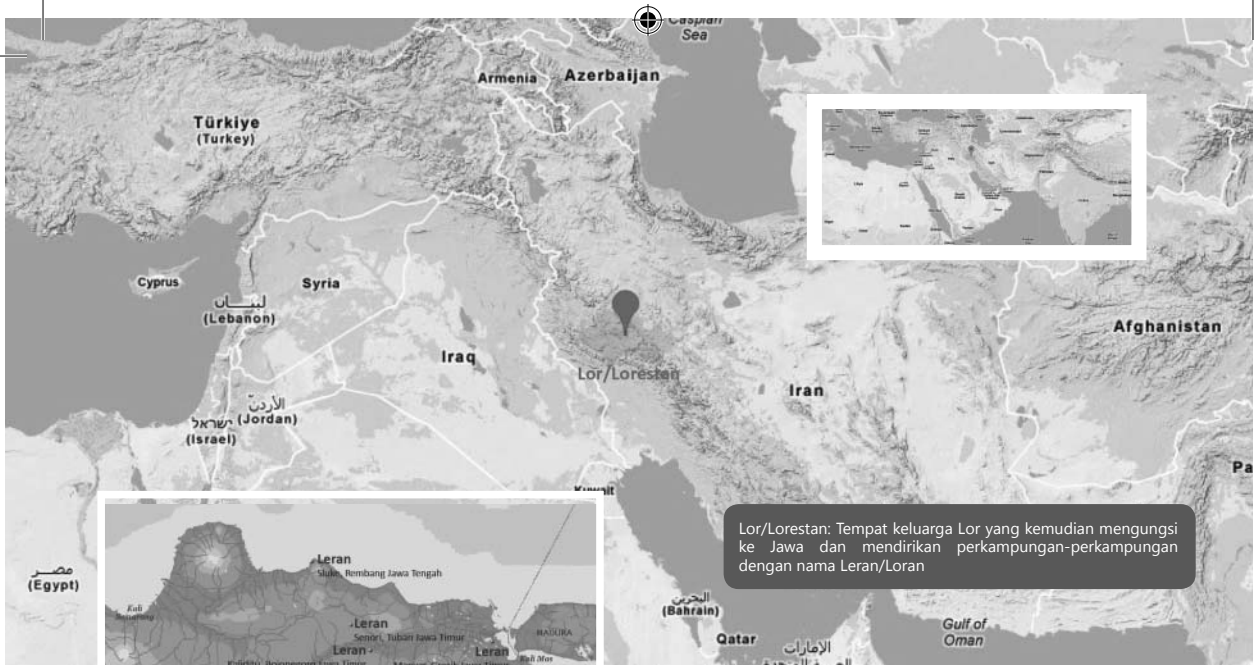 Caspian
Sea
Armenia
Azerbaijan
Türkiye
(Turkey)
Cyprus
Syria
لبنان
(Lebanon)
Iraq
Lor/Lorestan
Iran
Afghanistan
الأردن
(Jordan)
ישראל
(Israel)
Kuwait
Pa
مصر
(Egypt)
Leran
Sluke, Rembang Jawa Tengah
Leran
Senori, Tuban Jawa Timur
Leran
Leran
MADURA
Kali Mas
Lor/Lorestan: Tempat keluarga Lor yang kemudian mengungsi
ke Jawa dan mendirikan perkampungan-perkampungan
dengan nama Leran/Loran
البحرين
(Bahrain)
Qatar
الإمارات
Gulf of
Oman